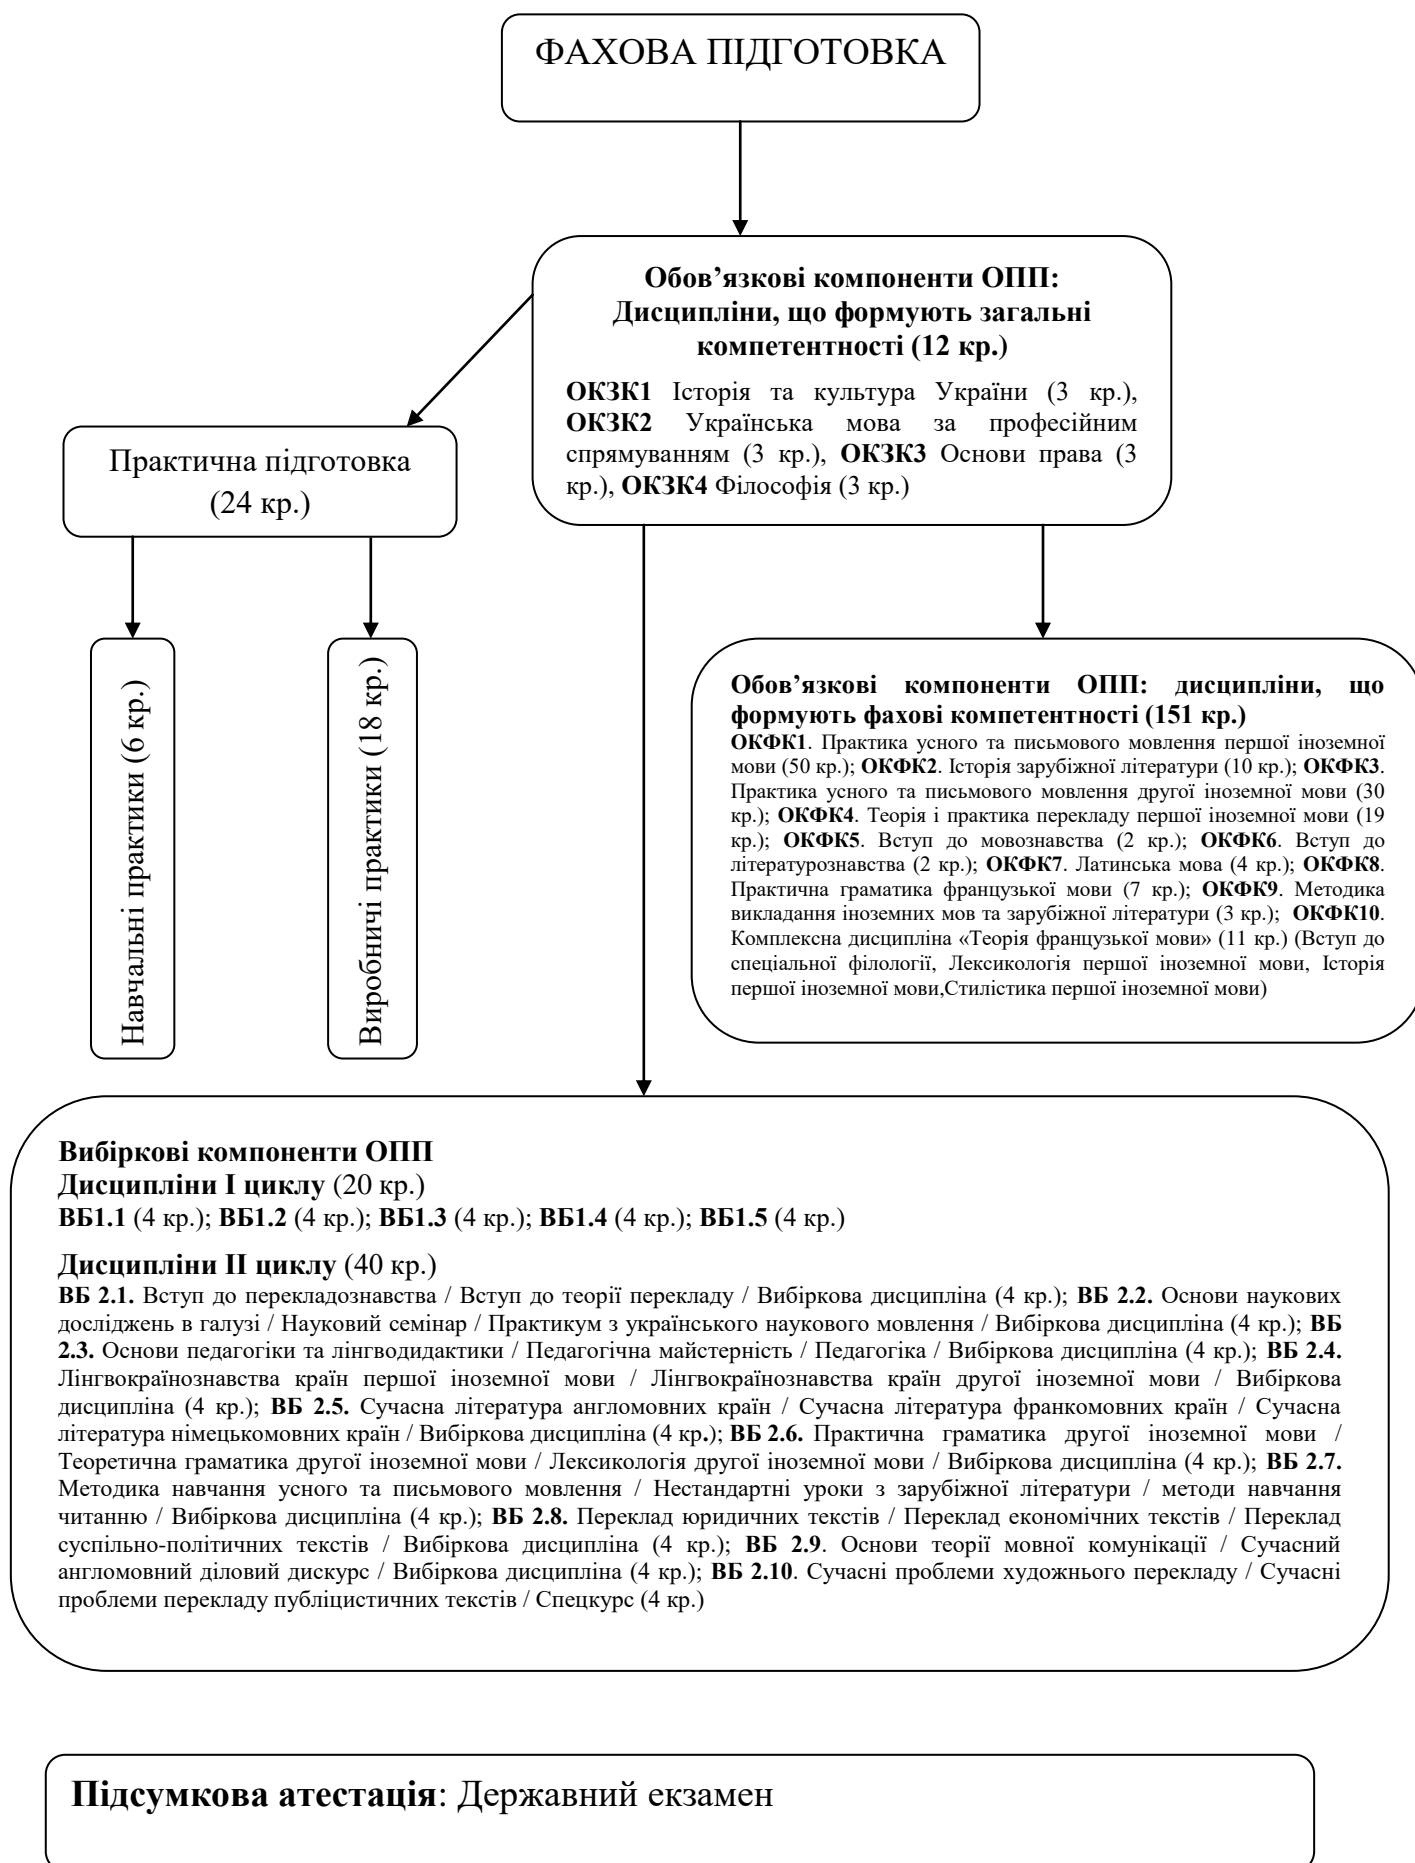 ФАХОВА ПІДГОТОВКА
Обов’язкові компоненти ОПП:
Дисципліни, що формують загальні
компетентності (12 кр.)
ОКЗК1 Історія та культура України (3 кр.),
ОКЗК2 Українська мова за професійним
спрямуванням (3 кр.), ОКЗК3 Основи права (3
кр.), ОКЗК4 Філософія (3 кр.)
Практична підготовка
(24 кр.)
Навчальні практики (6 кр.)
Виробничі практики (18 кр.)
Обов’язкові компоненти ОПП: дисципліни, що
формують фахові компетентності (151 кр.)
ОКФК1. Практика усного та письмового мовлення першої іноземної
мови (50 кр.); ОКФК2. Історія зарубіжної літератури (10 кр.); ОКФК3.
Практика усного та письмового мовлення другої іноземної мови (30
кр.); ОКФК4. Теорія і практика перекладу першої іноземної мови (19
кр.); ОКФК5. Вступ до мовознавства (2 кр.); ОКФК6. Вступ до
літературознавства (2 кр.); ОКФК7. Латинська мова (4 кр.); ОКФК8.
Практична граматика французької мови (7 кр.); ОКФК9. Методика
викладання іноземних мов та зарубіжної літератури (3 кр.); ОКФК10.
Комплексна дисципліна «Теорія французької мови» (11 кр.) (Вступ до
спеціальної філології, Лексикологія першої іноземної мови, Історія
першої іноземної мови,Стилістика першої іноземної мови)
Вибіркові компоненти ОПП
Дисципліни І циклу (20 кр.)
ВБ1.1 (4 кр.); ВБ1.2 (4 кр.); ВБ1.3 (4 кр.); ВБ1.4 (4 кр.); ВБ1.5 (4 кр.)
Дисципліни ІІ циклу (40 кр.)
ВБ 2.1. Вступ до перекладознавства / Вступ до теорії перекладу / Вибіркова дисципліна (4 кр.); ВБ 2.2. Основи наукових
досліджень в галузі / Науковий семінар / Практикум з українського наукового мовлення / Вибіркова дисципліна (4 кр.); ВБ
2.3. Основи педагогіки та лінгводидактики / Педагогічна майстерність / Педагогіка / Вибіркова дисципліна (4 кр.); ВБ 2.4.
Лінгвокраїнознавства країн першої іноземної мови / Лінгвокраїнознавства країн другої іноземної мови / Вибіркова
дисципліна (4 кр.); ВБ 2.5. Сучасна література англомовних країн / Сучасна література франкомовних країн / Сучасна
література німецькомовних країн / Вибіркова дисципліна (4 кр.); ВБ 2.6. Практична граматика другої іноземної мови /
Теоретична граматика другої іноземної мови / Лексикологія другої іноземної мови / Вибіркова дисципліна (4 кр.); ВБ 2.7.
Методика навчання усного та письмового мовлення / Нестандартні уроки з зарубіжної літератури / методи навчання
читанню / Вибіркова дисципліна (4 кр.); ВБ 2.8. Переклад юридичних текстів / Переклад економічних текстів / Переклад
суспільно-політичних текстів / Вибіркова дисципліна (4 кр.); ВБ 2.9. Основи теорії мовної комунікації / Сучасний
англомовний діловий дискурс / Вибіркова дисципліна (4 кр.); ВБ 2.10. Сучасні проблеми художнього перекладу / Сучасні
проблеми перекладу публіцистичних текстів / Спецкурс (4 кр.)
Підсумкова атестація: Державний екзамен